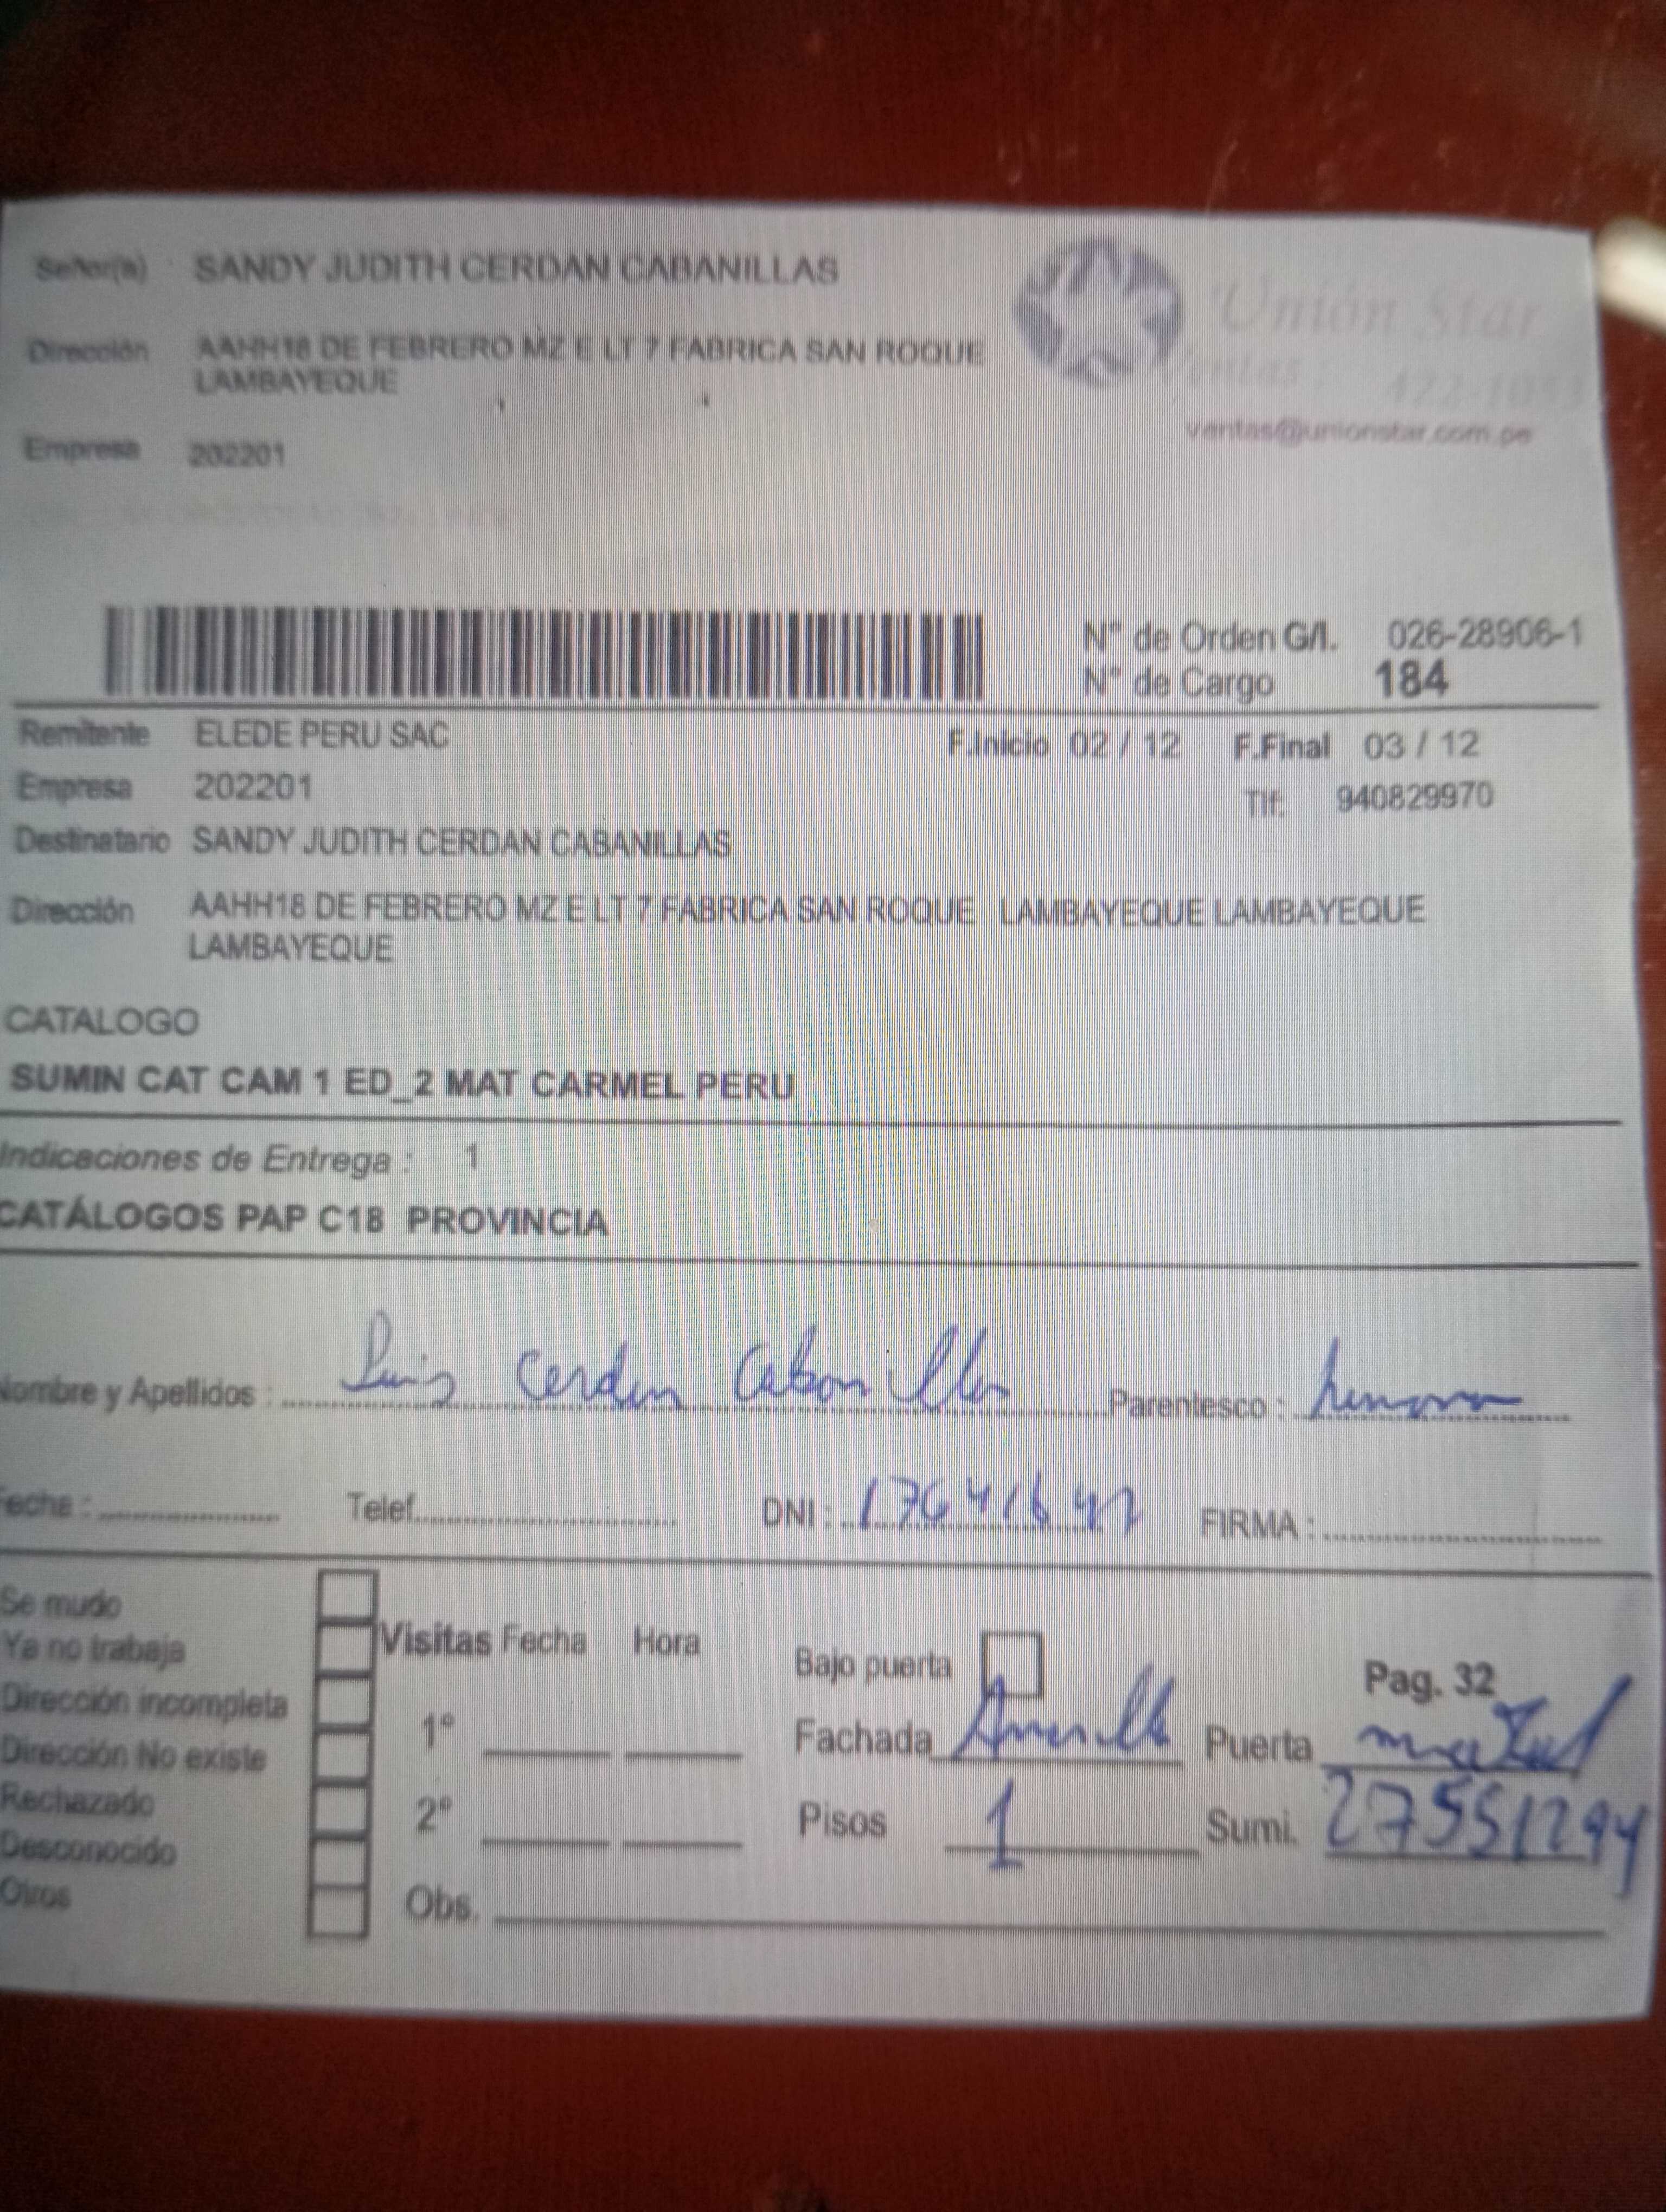 Señor(a) SANDY JUDITH CERDAN CABANILLAS
Dirección AAHH18 DE FEBRERO MZ E LT 7 FABRICA SAN ROQUE
LAMBAYEQUE
Empresa 202201
Unión Star
Ventas
ventas@unionstar.com.pe
N° de Orden G/I. 026-28906-1
N° de Cargo 184
Remitente ELEDE PERU SAC F.Inicio 02 / 12 F.Final 03 / 12
Empresa 202201 Tlf: 940829970
Destinatario SANDY JUDITH CERDAN CABANILLAS
Dirección AAHH18 DE FEBRERO MZ E LT 7 FABRICA SAN ROQUE LAMBAYEQUE LAMBAYEQUE
LAMBAYEQUE
CATALOGO
SUMIN CAT CAM 1 ED_2 MAT CARMEL PERU
Indicaciones de Entrega : 1
CATÁLOGOS PAP C18 PROVINCIA
Nombre y Apellidos : Luis Cerdan Cabanillas Parentesco :
Fecha : Telef. DNI : FIRMA :
Se mudo
Ya no trabaja
Dirección incompleta
Dirección No existe
Rechazado
Desconocido
Otros
Visitas Fecha Hora
1°
2°
Obs.
Bajo puerta Pag. 32
Fachada Amarilla Puerta
Pisos 1 Sumi. 27551294